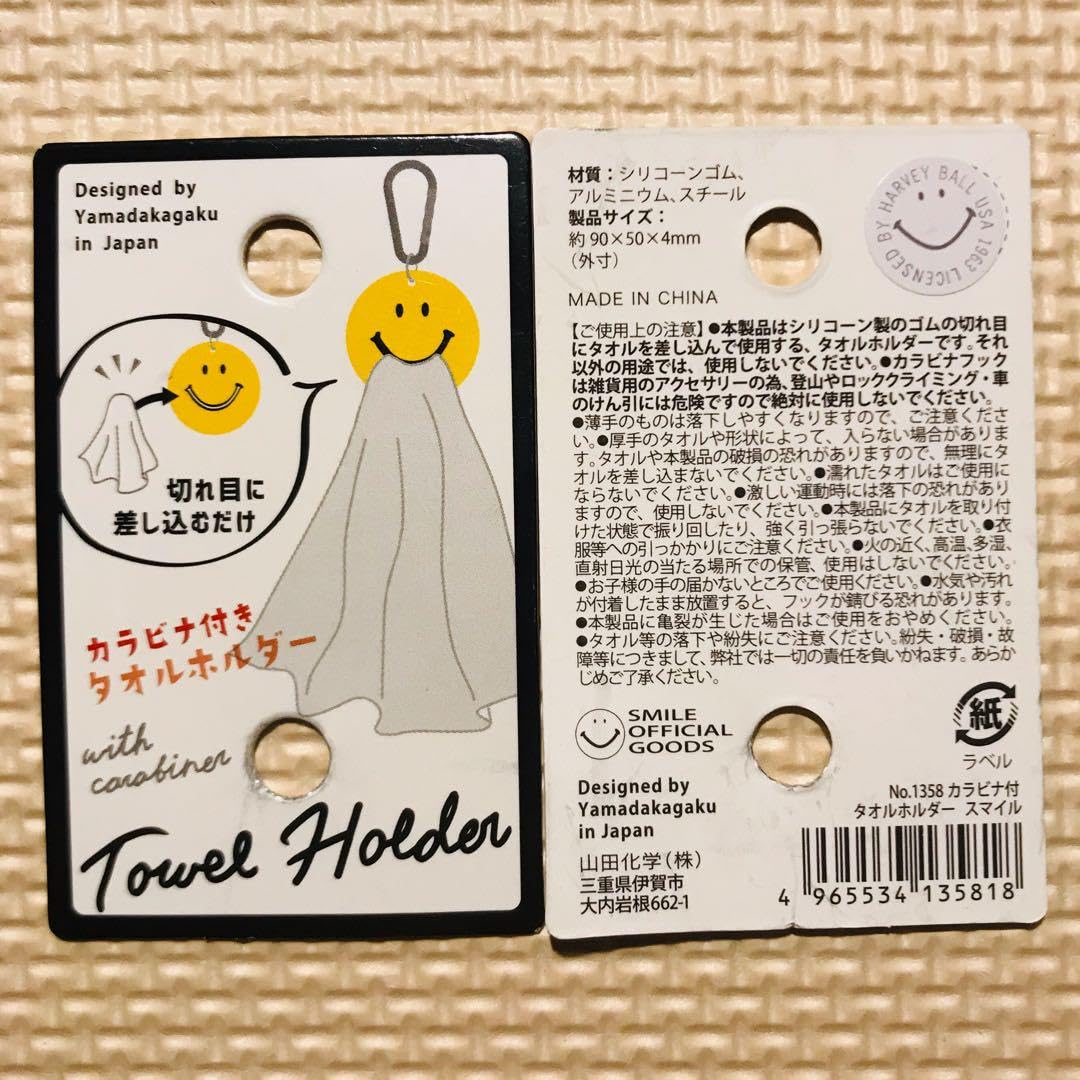 Designed by
Yamadakagaku
in Japan
切れ目に
差し込むだけ
カラビナ付き
タオルホルダー
with
carabiner
Towel Holder
材質：シリコーンゴム、
アルミニウム、スチール
製品サイズ：
約90×50×4mm
（外寸）
MADE IN CHINA
LICENSED BY HARVEY BALL USA 1963
【ご使用上の注意】●本製品はシリコーン製のゴムの切れ目
にタオルを差し込んで使用する、タオルホルダーです。それ
以外の用途では、使用しないでください。●カラビナフック
は雑貨用のアクセサリーの為、登山やロッククライミング・車
のけん引には危険ですので絶対に使用しないでください。
●薄手のものは落下しやすくなりますので、ご注意くださ
い。●厚手のタオルや形状によって、入らない場合がありま
す。タオルや本製品の破損の恐れがありますので、無理にタ
オルを差し込まないでください。●濡れたタオルはご使用に
ならないでください。●激しい運動時には落下の恐れがあり
ますので、使用しないでください。●本製品にタオルを取り付
けた状態で振り回したり、強く引っ張らないでください。●衣
服等への引っかかりにご注意ください。●火の近く、高温、多湿、
直射日光の当たる場所での保管、使用はしないでください。
●お子様の手の届かないところでご使用ください。●水気や汚れ
が付着したまま放置すると、フックが錆びる恐れがあります。
●本製品に亀裂が生じた場合はご使用をおやめください。
●タオル等の落下や紛失にご注意ください。紛失・破損・故
障等につきまして、弊社では一切の責任を負いかねます。あらか
じめご了承ください。
SMILE
OFFICIAL
GOODS
紙
ラベル
Designed by
Yamadakagaku
in Japan
山田化学（株）
三重県伊賀市
大内岩根662-1
No.1358 カラビナ付
タオルホルダー スマイル
4 965534 135818